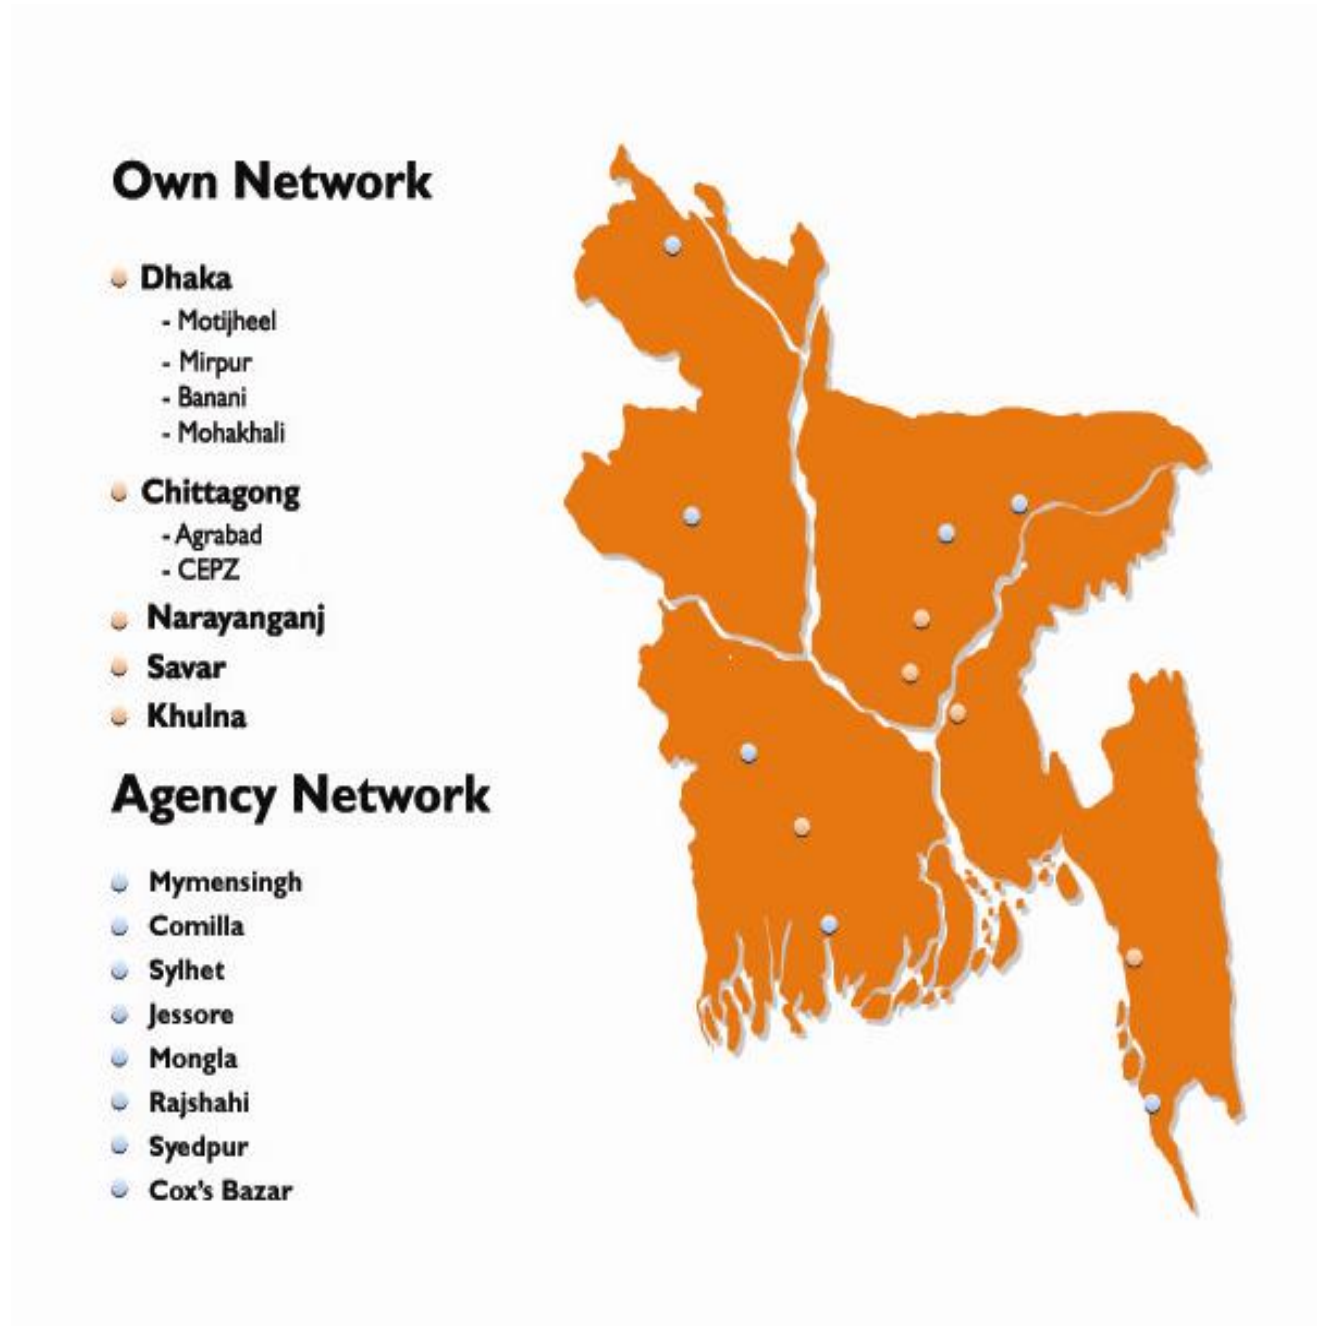 Own Network
Dhaka
- Motijheel
- Mirpur
- Banani
- Mohakhali
Chittagong
- Agrabad
- CEPZ
Narayanganj
Savar
Khulna
Agency Network
Mymensingh
Comilla
Sylhet
Jessore
Mongla
Rajshahi
Syedpur
Cox's Bazar